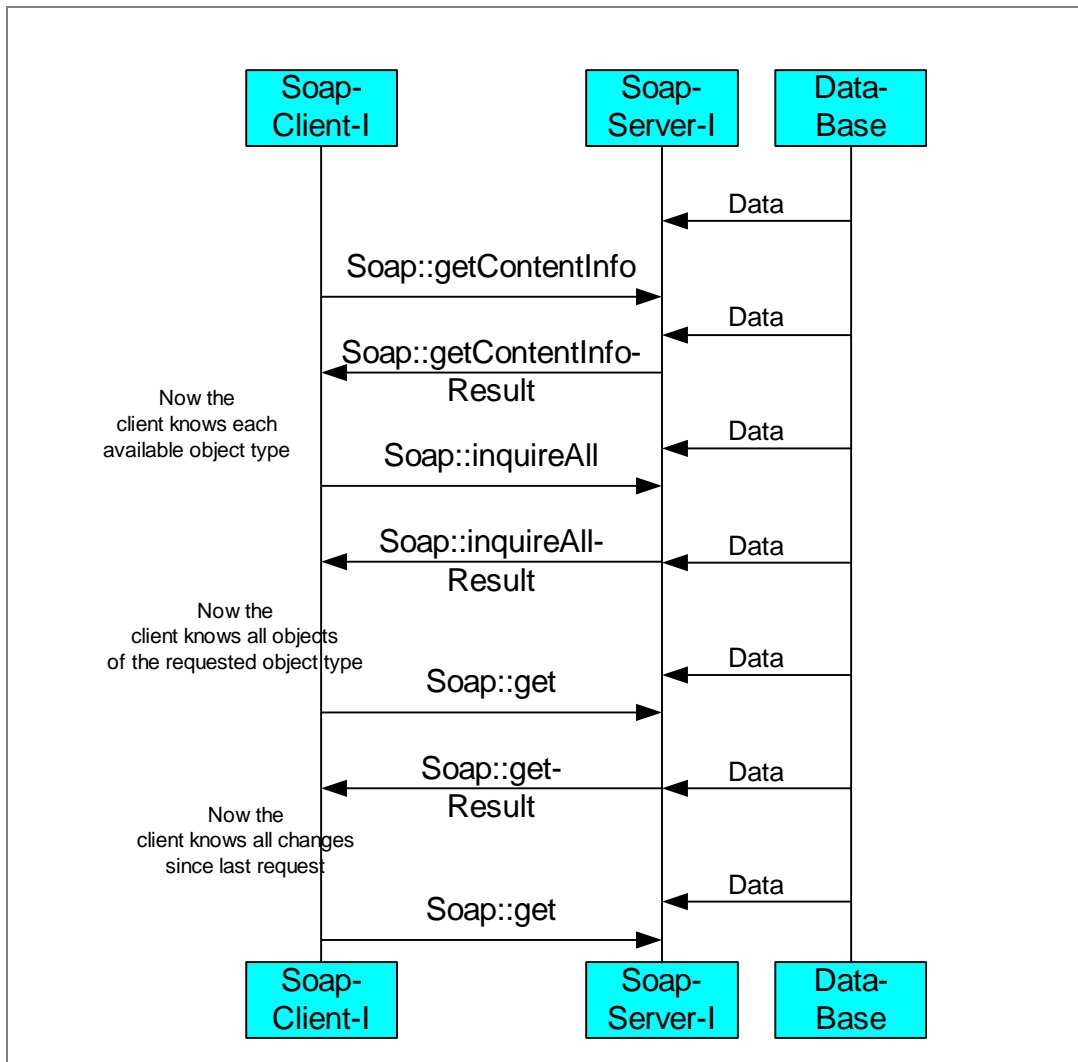 Soap-
Client-I
Soap-
Server-I
Data-
Base
Data
Soap::getContentInfo
Data
Soap::getContentInfo-
Result
Now the
client knows each
available object type
Data
Soap::inquireAll
Soap::inquireAll-
Result
Data
Now the
client knows all objects
of the requested object type
Data
Soap::get
Soap::get-
Result
Data
Now the
client knows all changes
since last request
Data
Soap::get
Soap-
Client-I
Soap-
Server-I
Data-
Base